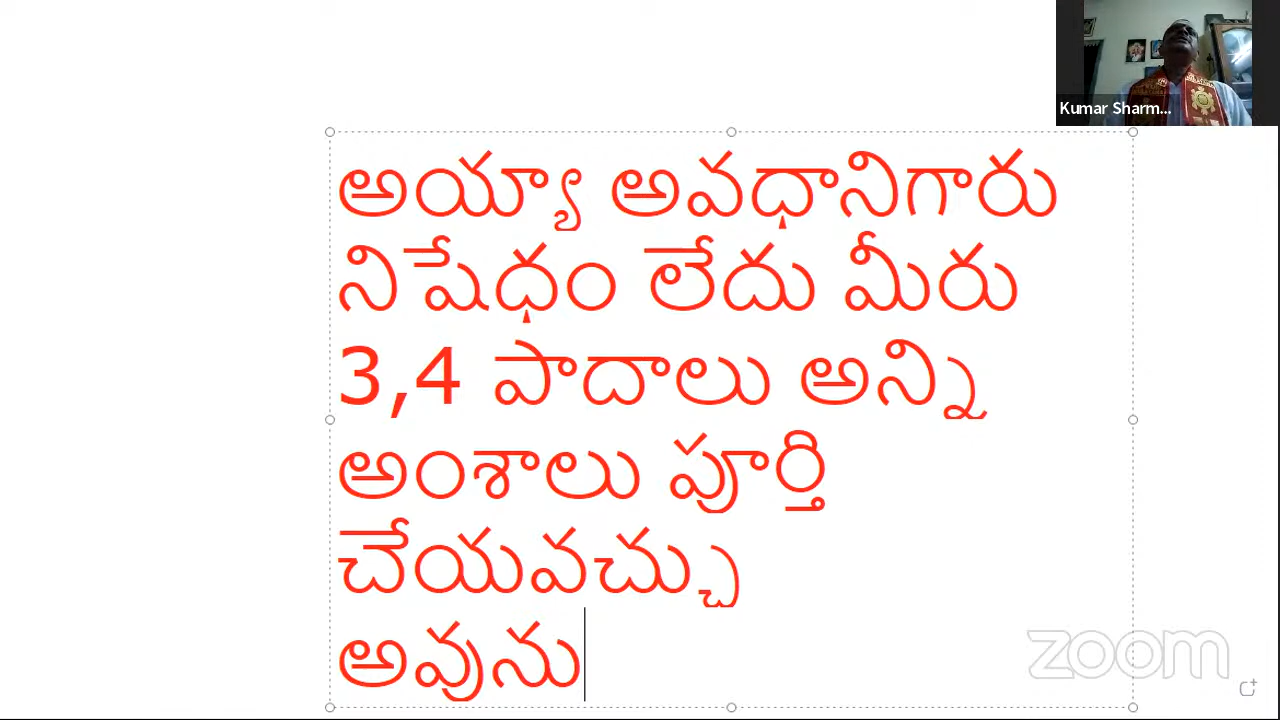 Kumar Sharm...
అయ్యా అవధానిగారు
నిషేధం లేదు మీరు
3,4 పాదాలు అన్ని
అంశాలు పూర్తి
చేయవచ్చు
అవును
zoom